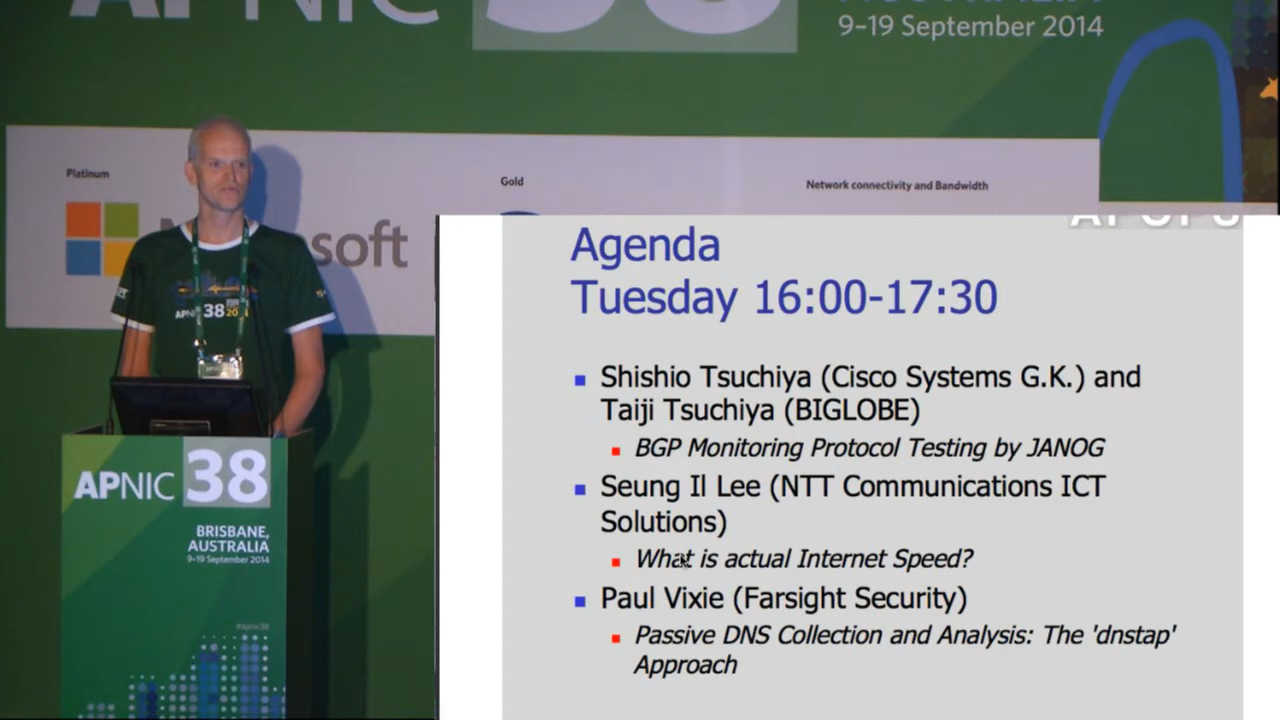 APNIC 38
9–19 September 2014
Platinum
Gold
Network connectivity and Bandwidth
soft
APNIC 38
Agenda
Tuesday 16:00-17:30
Shishio Tsuchiya (Cisco Systems G.K.) and
Taiji Tsuchiya (BIGLOBE)
BGP Monitoring Protocol Testing by JANOG
Seung Il Lee (NTT Communications ICT
Solutions)
What is actual Internet Speed?
Paul Vixie (Farsight Security)
Passive DNS Collection and Analysis: The 'dnstap'
Approach
APNIC 38
BRISBANE,
AUSTRALIA
9–19 September 2014
#apnic38